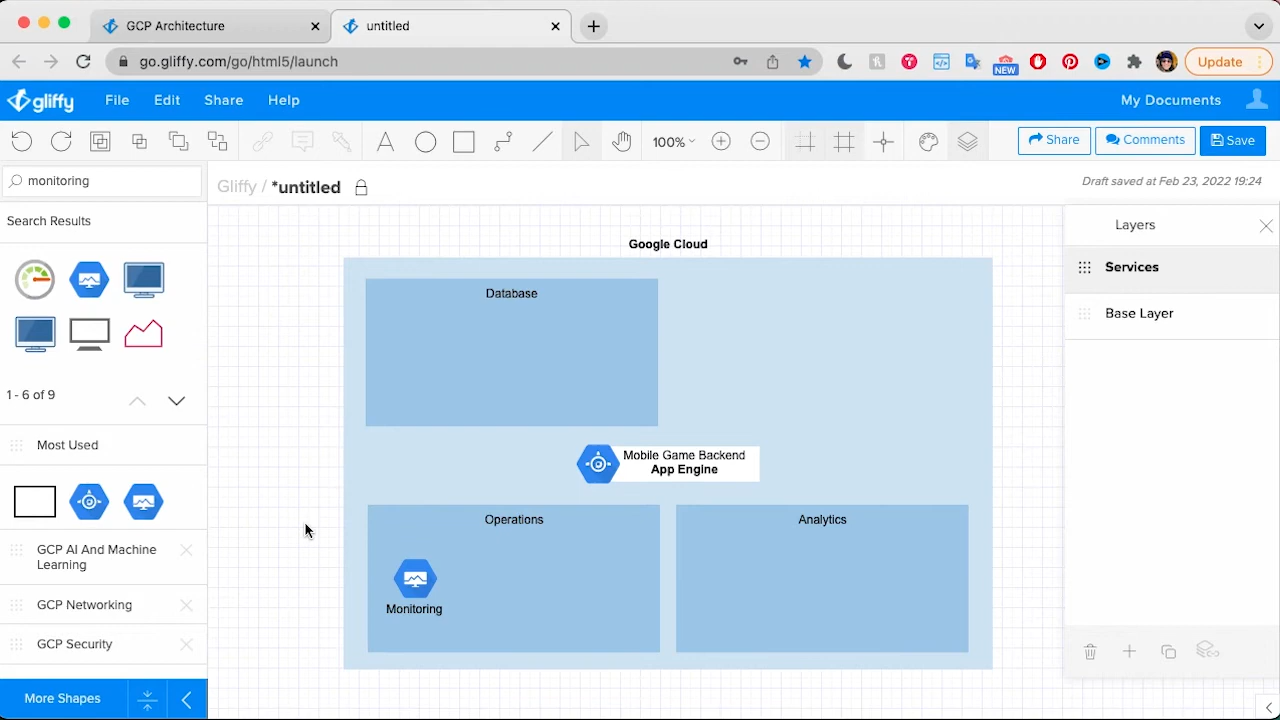 GCP Architecture
untitled
go.gliffy.com/go/html5/launch
NEW
Update
gliffy
File
Edit
Share
Help
My Documents
A
100%
Share
Comments
Save
monitoring
Gliffy / *untitled
Draft saved at Feb 23, 2022 19:24
Search Results
1 - 6 of 9
Most Used
GCP AI And Machine
Learning
GCP Networking
GCP Security
More Shapes
Google Cloud
Database
Mobile Game Backend
App Engine
Operations
Analytics
Monitoring
Layers
Services
Base Layer